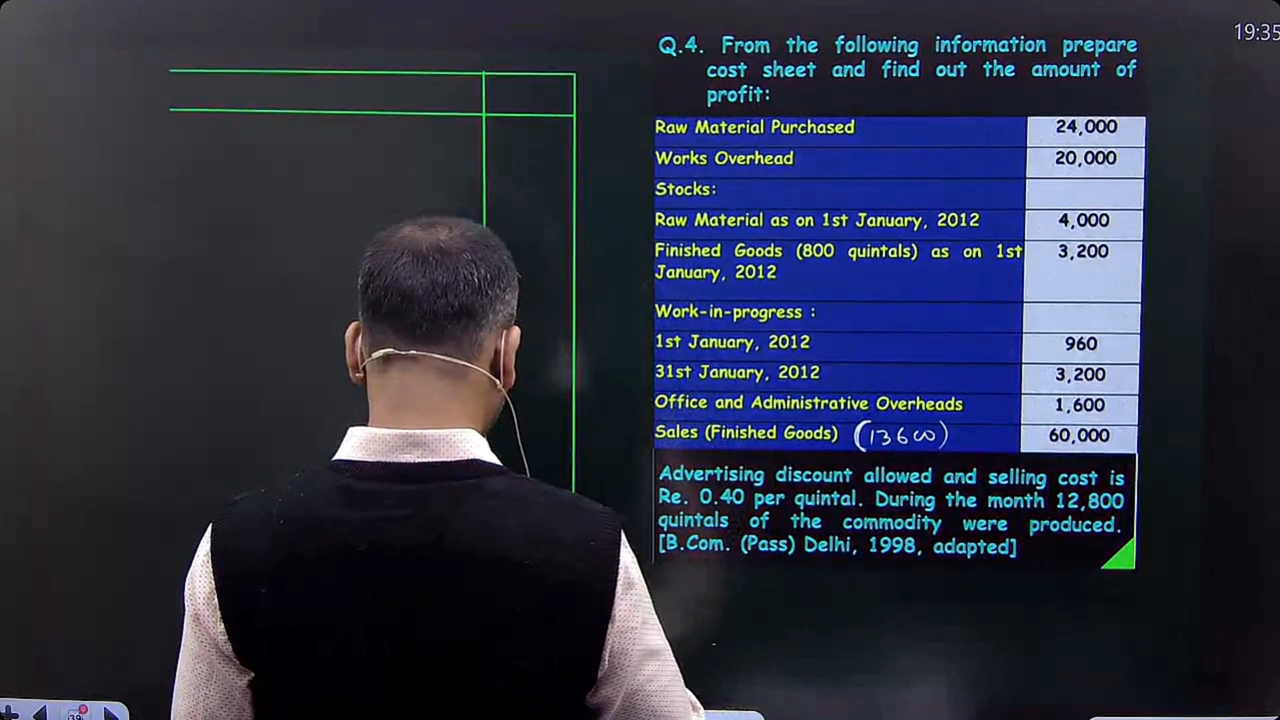 19:35
Q.4. From the following information prepare
cost sheet and find out the amount of
profit:
Raw Material Purchased 24,000
Works Overhead 20,000
Stocks:
Raw Material as on 1st January, 2012 4,000
Finished Goods (800 quintals) as on 1st 3,200
January, 2012
Work-in-progress :
1st January, 2012 960
31st January, 2012 3,200
Office and Administrative Overheads 1,600
Sales (Finished Goods) (13600) 60,000
Advertising discount allowed and selling cost is
Re. 0.40 per quintal. During the month 12,800
quintals of the commodity were produced.
[B.Com. (Pass) Delhi, 1998, adapted]
39